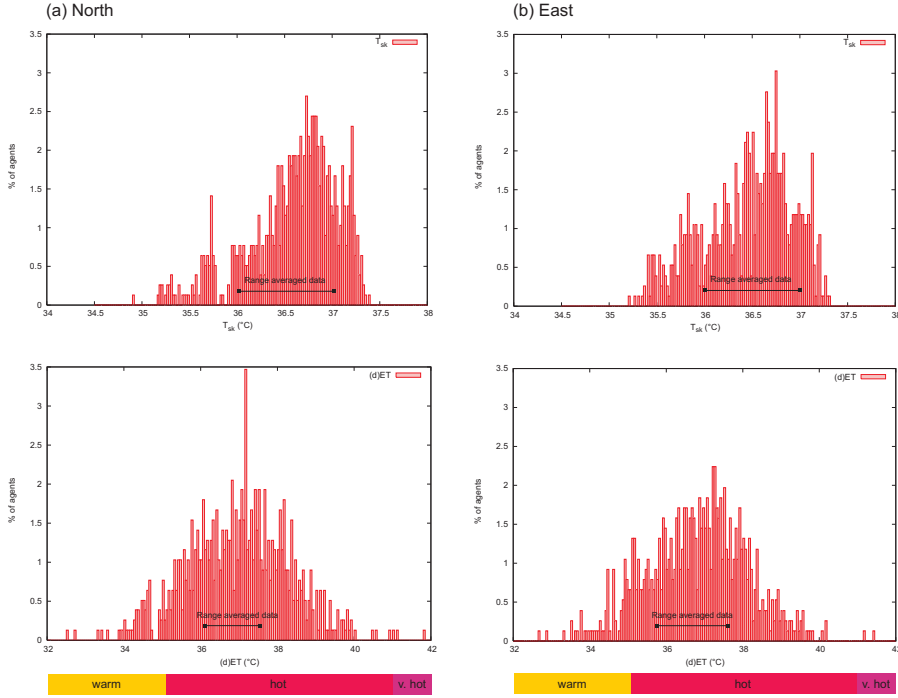 (a) North
(b) East
T_sk
3.5
3
2.5
2
1.5
1
0.5
0
% of agents
Range averaged data
34 34.5 35 35.5 36 36.5 37 37.5 38
T_sk (°C)
T_sk
3.5
3
2.5
2
1.5
1
0.5
0
% of agents
Range averaged data
34 34.5 35 35.5 36 36.5 37 37.5 38
T_sk (°C)
(d)ET
3.5
3
2.5
2
1.5
1
0.5
0
% of agents
Range averaged data
32 34 36 38 40 42
(d)ET (°C)
warm hot v. hot
(d)ET
3.5
3
2.5
2
1.5
1
0.5
0
% of agents
Range averaged data
32 34 36 38 40 42
(d)ET (°C)
warm hot v. hot